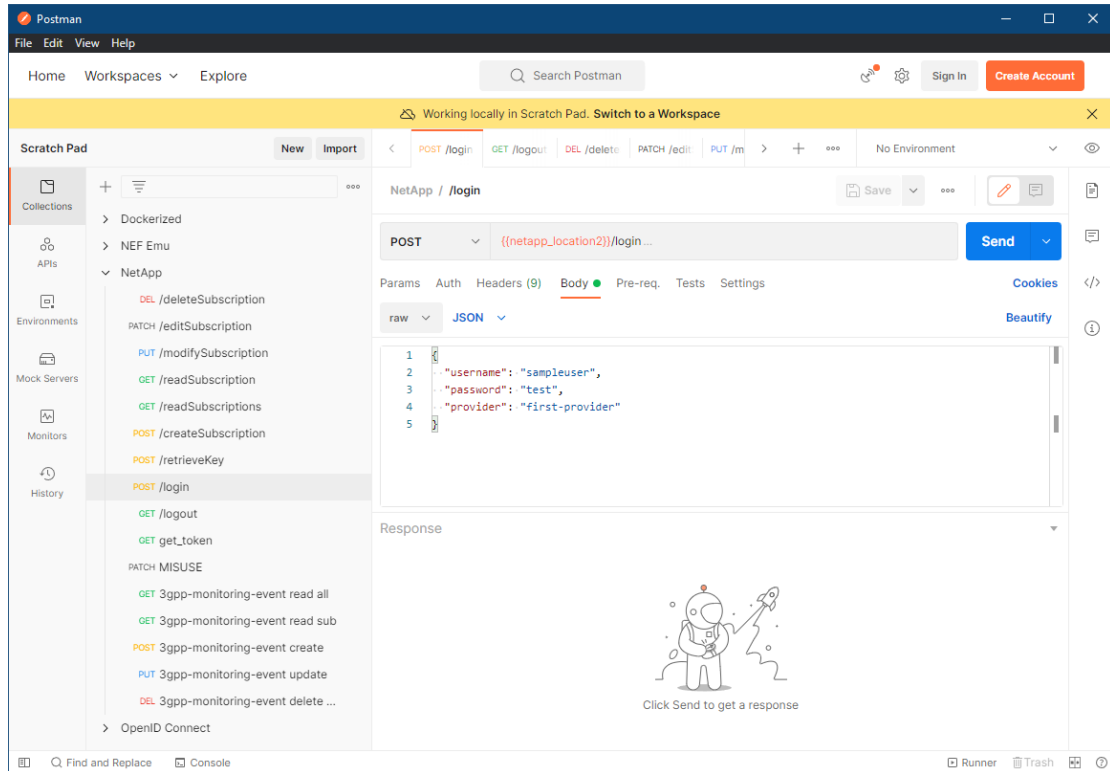 Postman
File Edit View Help
Home Workspaces Explore Search Postman Sign In Create Account
Working locally in Scratch Pad. Switch to a Workspace
Scratch Pad New Import
POST /login GET /logout DEL /delete PATCH /edit PUT /m No Environment
Collections
APIs
Environments
Mock Servers
Monitors
History
Dockerized
NEF Emu
NetApp
DEL /deleteSubscription
PATCH /editSubscription
PUT /modifySubscription
GET /readSubscription
GET /readSubscriptions
POST /createSubscription
POST /retrieveKey
POST /login
GET /logout
GET get_token
PATCH MISUSE
GET 3gpp-monitoring-event read all
GET 3gpp-monitoring-event read sub
POST 3gpp-monitoring-event create
PUT 3gpp-monitoring-event update
DEL 3gpp-monitoring-event delete ...
OpenID Connect
NetApp / /login Save
POST {{netapp_location2}}/login ... Send
Params Auth Headers (9) Body Pre-req. Tests Settings Cookies
raw JSON Beautify
1 {
2 "username": "sampleuser",
3 "password": "test",
4 "provider": "first-provider"
5 }
Response
Click Send to get a response
Find and Replace Console Runner Trash